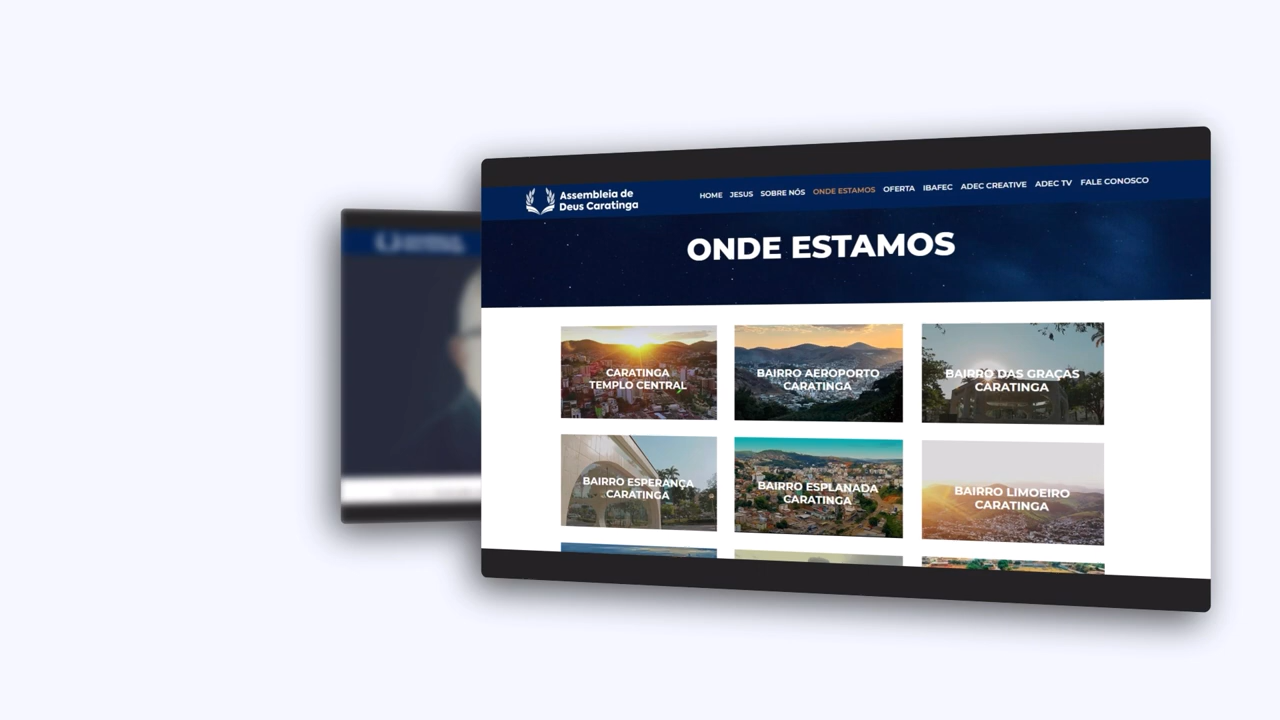 Assembleia de
Deus Caratinga
HOME JESUS SOBRE NÓS ONDE ESTAMOS OFERTA IBAFEC ADEC CREATIVE ADEC TV FALE CONOSCO
ONDE ESTAMOS
CARATINGA
TEMPLO CENTRAL
BAIRRO AEROPORTO
CARATINGA
BAIRRO DAS GRAÇAS
CARATINGA
BAIRRO ESPERANÇA
CARATINGA
BAIRRO ESPLANADA
CARATINGA
BAIRRO LIMOEIRO
CARATINGA